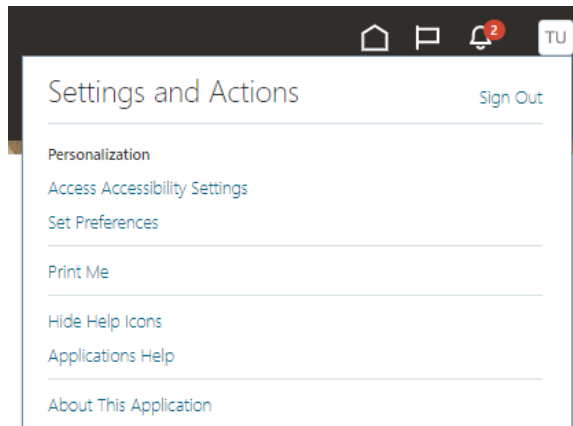 2
TU
Settings and Actions
Sign Out
Personalization
Access Accessibility Settings
Set Preferences
Print Me
Hide Help Icons
Applications Help
About This Application